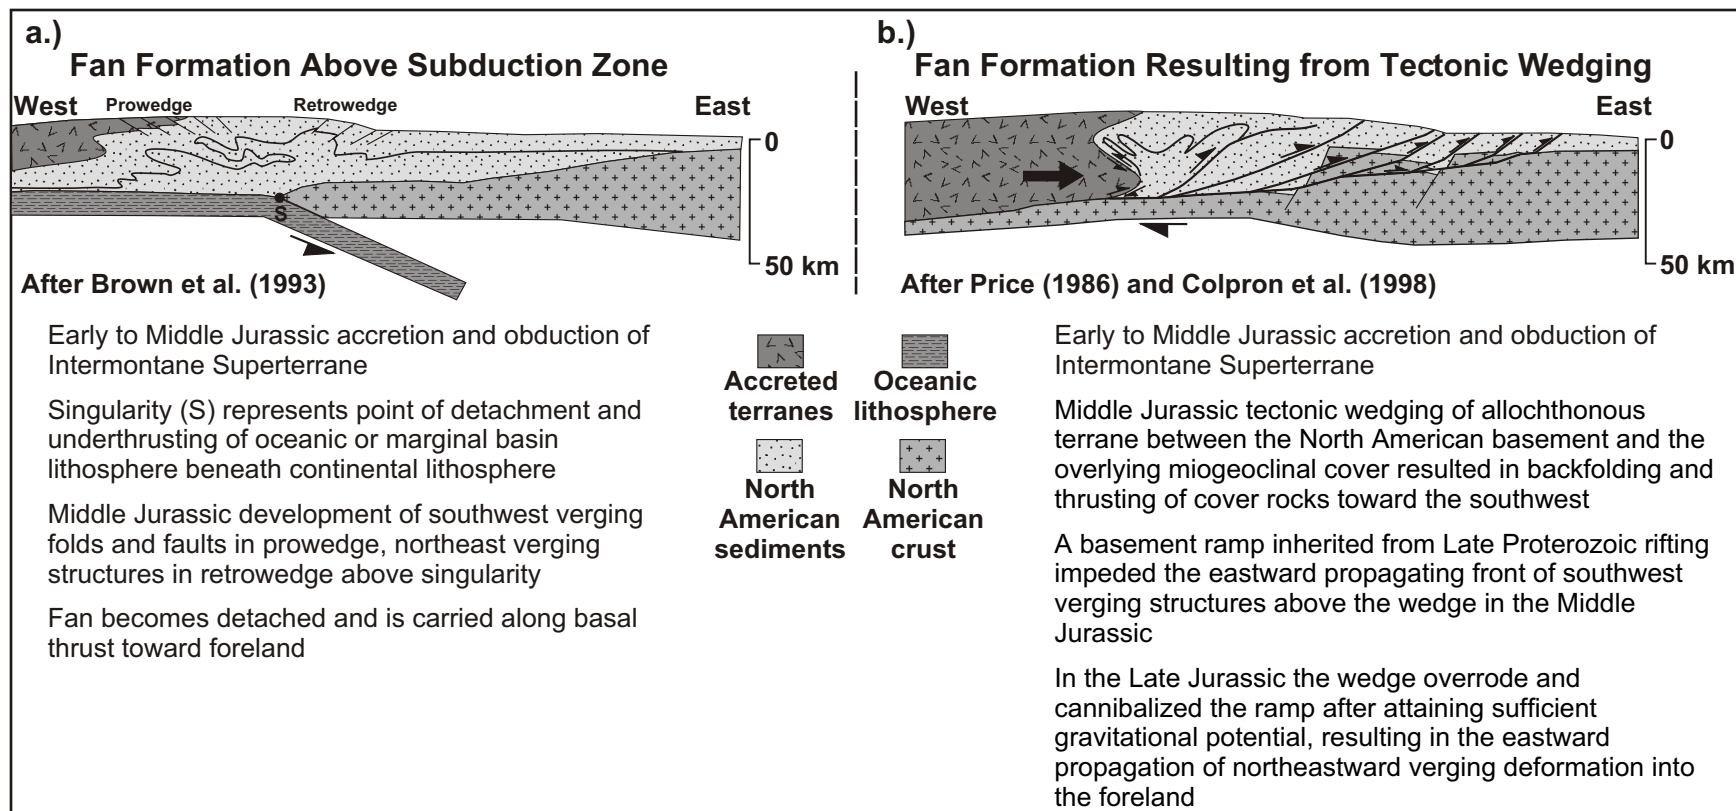 a.)
Fan Formation Above Subduction Zone
West
Prowedge
Retrowedge
East
0
S
50 km
After Brown et al. (1993)
Early to Middle Jurassic accretion and obduction of
Intermontane Superterrane
Singularity (S) represents point of detachment and
underthrusting of oceanic or marginal basin
lithosphere beneath continental lithosphere
Middle Jurassic development of southwest verging
folds and faults in prowedge, northeast verging
structures in retrowedge above singularity
Fan becomes detached and is carried along basal
thrust toward foreland
Accreted
terranes
Oceanic
lithosphere
North
American
sediments
North
American
crust
b.)
Fan Formation Resulting from Tectonic Wedging
West
East
0
50 km
After Price (1986) and Colpron et al. (1998)
Early to Middle Jurassic accretion and obduction of
Intermontane Superterrane
Middle Jurassic tectonic wedging of allochthonous
terrane between the North American basement and the
overlying miogeoclinal cover resulted in backfolding and
thrusting of cover rocks toward the southwest
A basement ramp inherited from Late Proterozoic rifting
impeded the eastward propagating front of southwest
verging structures above the wedge in the Middle
Jurassic
In the Late Jurassic the wedge overrode and
cannibalized the ramp after attaining sufficient
gravitational potential, resulting in the eastward
propagation of northeastward verging deformation into
the foreland